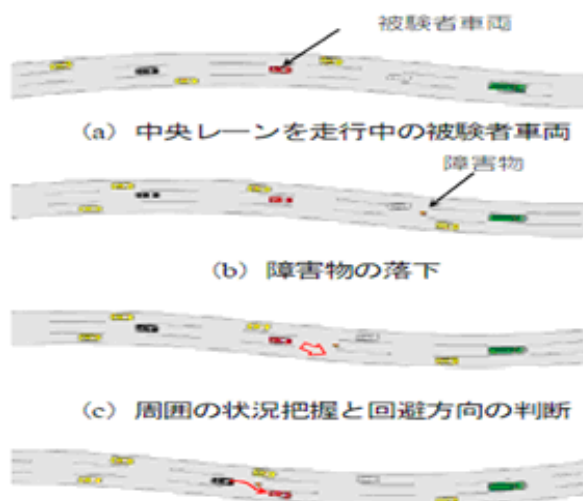 被験者車両
(a) 中央レーンを走行中の被験者車両
障害物
(b) 障害物の落下
(c) 周囲の状況把握と回避方向の判断